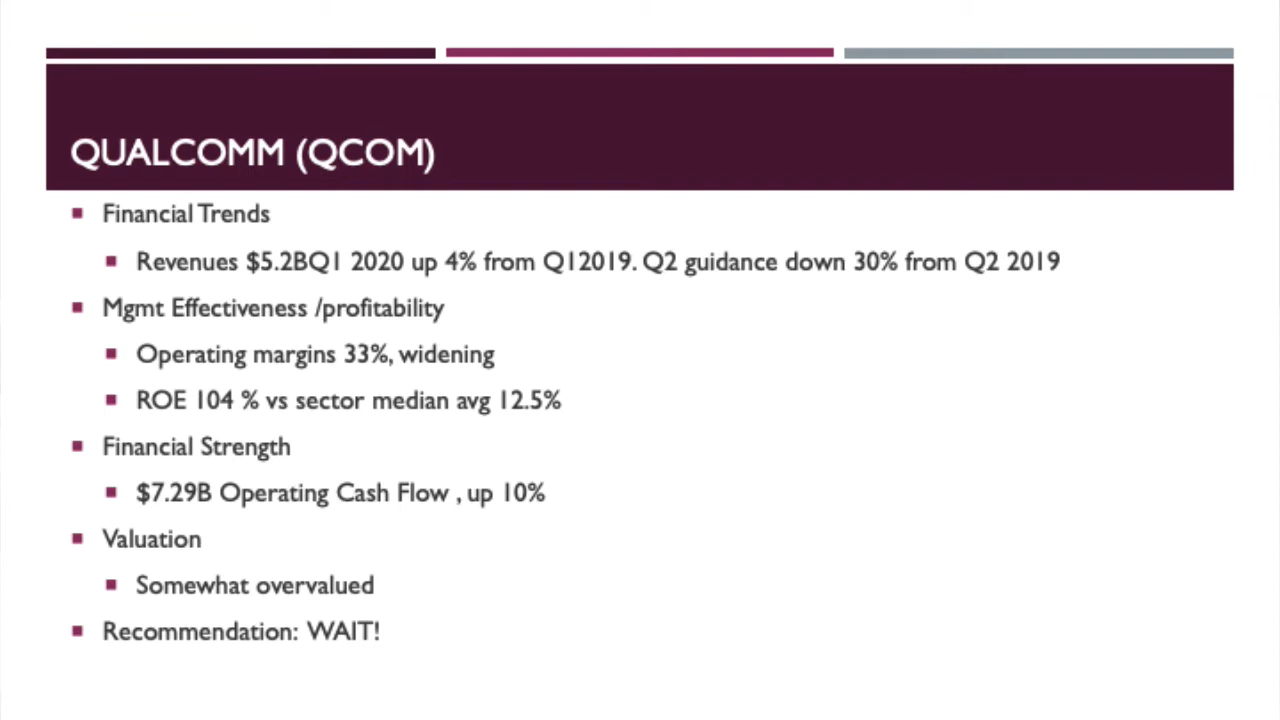 QUALCOMM (QCOM)
Financial Trends
Revenues $5.2BQ1 2020 up 4% from Q12019. Q2 guidance down 30% from Q2 2019
Mgmt Effectiveness /profitability
Operating margins 33%, widening
ROE 104 % vs sector median avg 12.5%
Financial Strength
$7.29B Operating Cash Flow , up 10%
Valuation
Somewhat overvalued
Recommendation: WAIT!